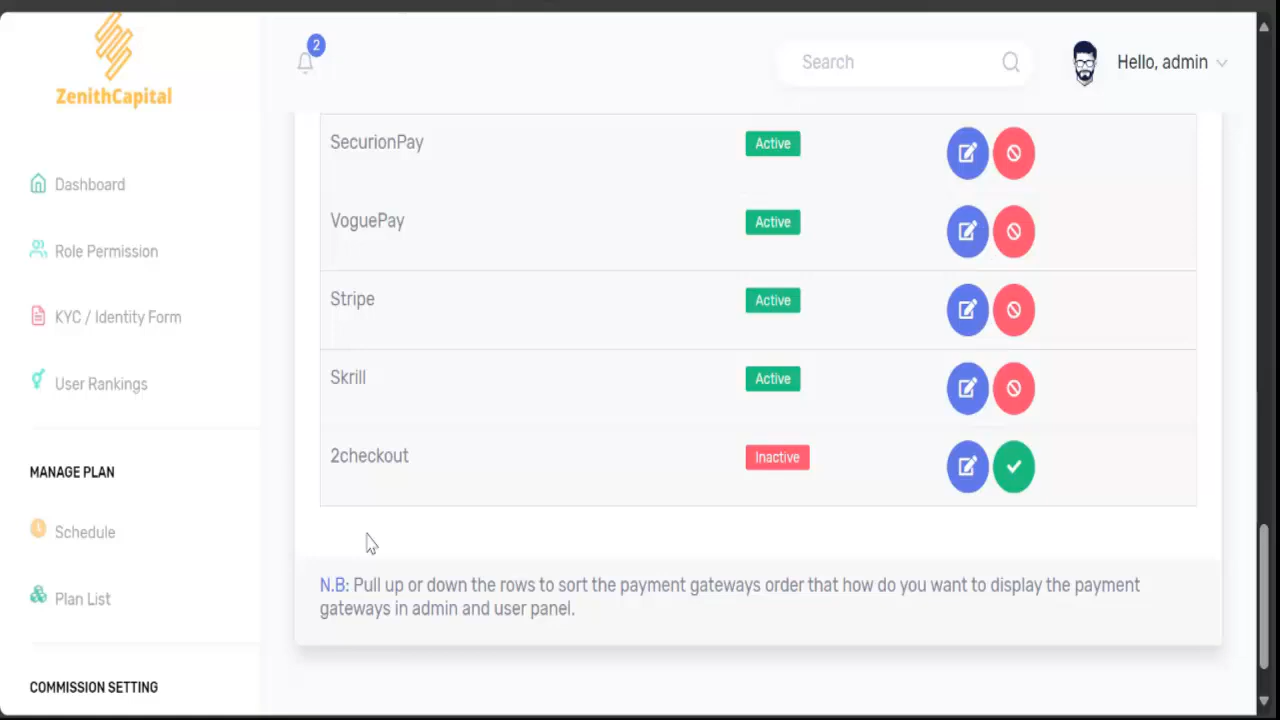 ZenithCapital
2
Search
Hello, admin
Dashboard
Role Permission
KYC / Identity Form
User Rankings
MANAGE PLAN
Schedule
Plan List
COMMISSION SETTING
SecurionPay Active
VoguePay Active
Stripe Active
Skrill Active
2checkout Inactive
N.B: Pull up or down the rows to sort the payment gateways order that how do you want to display the payment
gateways in admin and user panel.